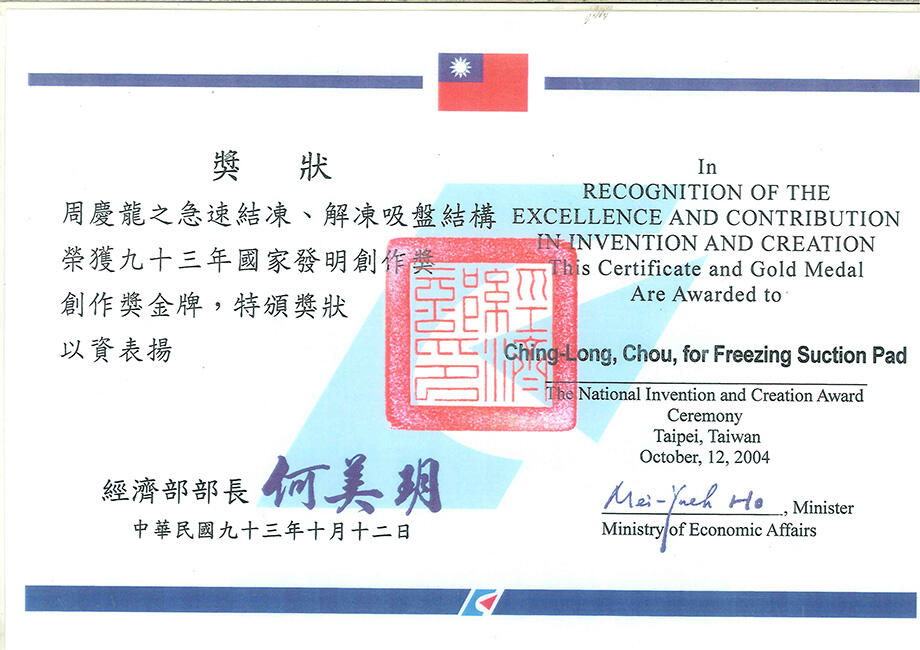 獎 狀
周慶龍之急速結凍、解凍吸盤結構
榮獲九十三年國家發明創作獎
創作獎金牌，特頒獎狀
以資表揚
經濟部部長 何美玥
中華民國九十三年十月十二日
In
RECOGNITION OF THE
EXCELLENCE AND CONTRIBUTION
IN INVENTION AND CREATION
This Certificate and Gold Medal
Are Awarded to
Ching-Long, Chou, for Freezing Suction Pad
The National Invention and Creation Award
Ceremony
Taipei, Taiwan
October, 12, 2004
Mei-Yueh Ho, Minister
Ministry of Economic Affairs